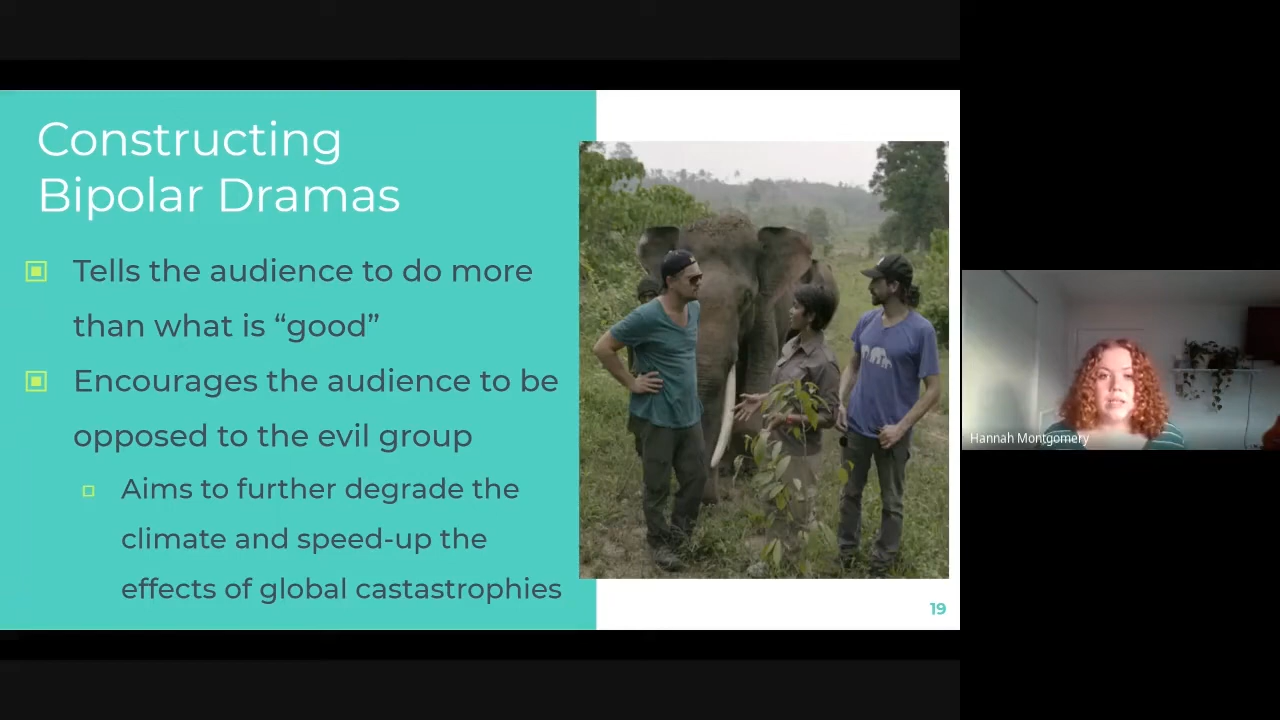 Constructing
Bipolar Dramas
Tells the audience to do more
than what is “good”
Encourages the audience to be
opposed to the evil group
Aims to further degrade the
climate and speed-up the
effects of global castastrophies
19
Hannah Montgomery